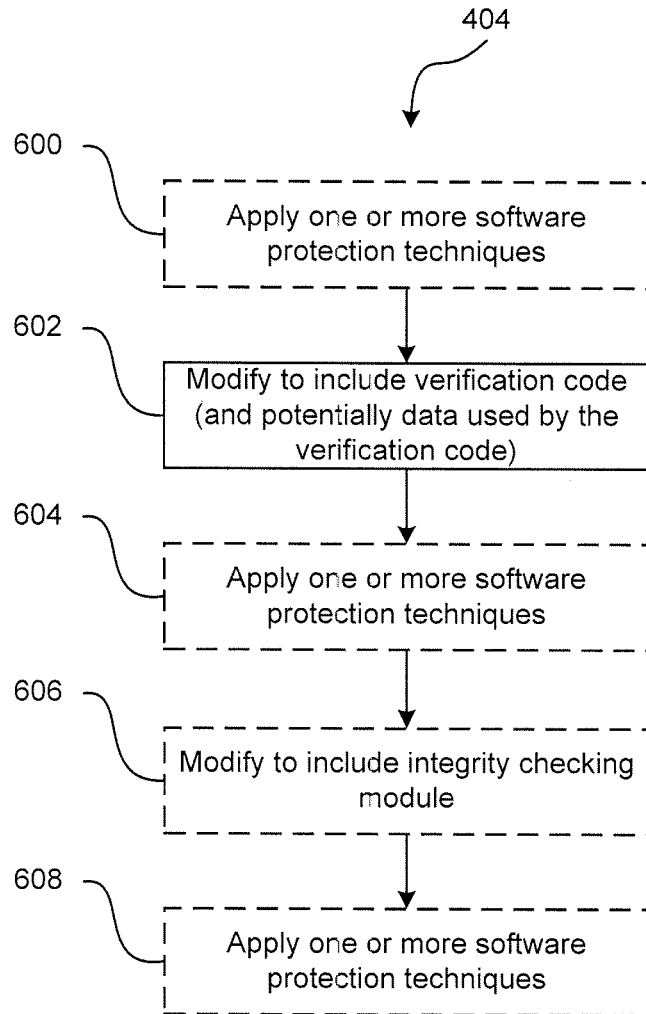 404
600
Apply one or more software
protection techniques
602
Modify to include verification code
(and potentially data used by the
verification code)
604
Apply one or more software
protection techniques
606
Modify to include integrity checking
module
608
Apply one or more software
protection techniques